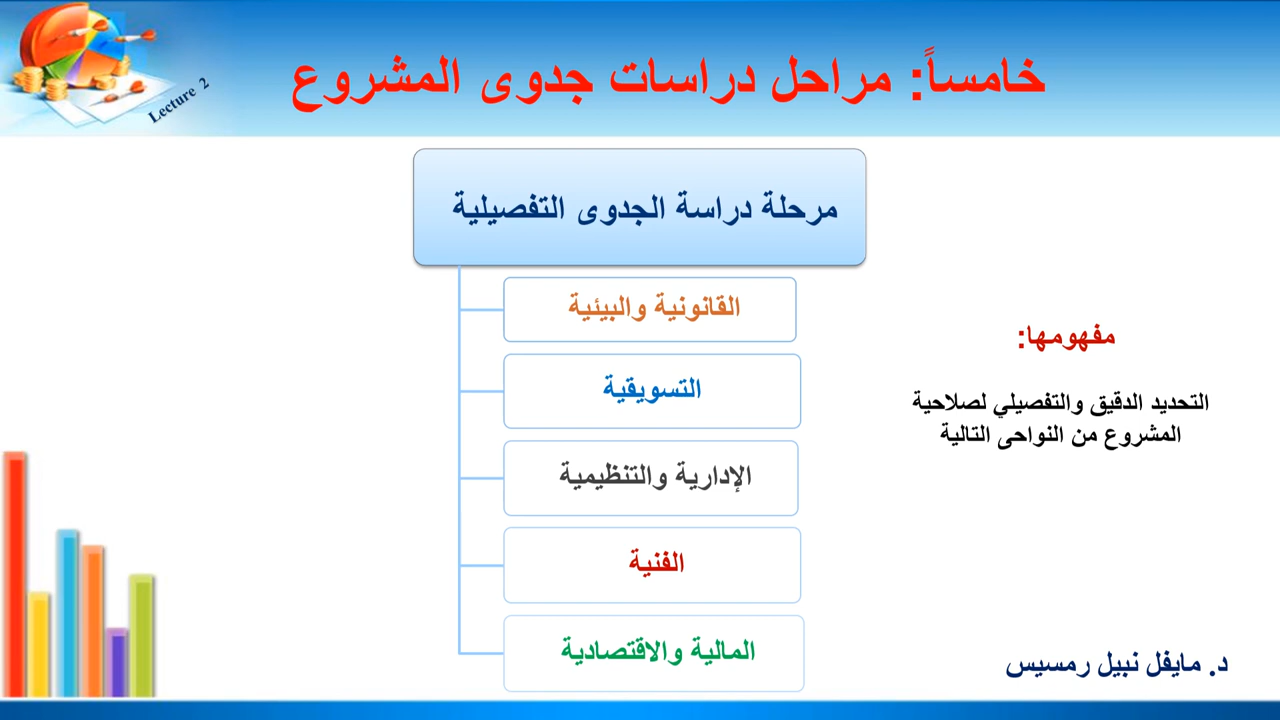 خامساً: مراحل دراسات جدوى المشروع
Lecture 2
مرحلة دراسة الجدوى التفصيلية
مفهومها:
التحديد الدقيق والتفصيلي لصلاحية
المشروع من النواحى التالية
القانونية والبيئية
التسويقية
الإدارية والتنظيمية
الفنية
المالية والاقتصادية
د. مايفل نبيل رمسيس